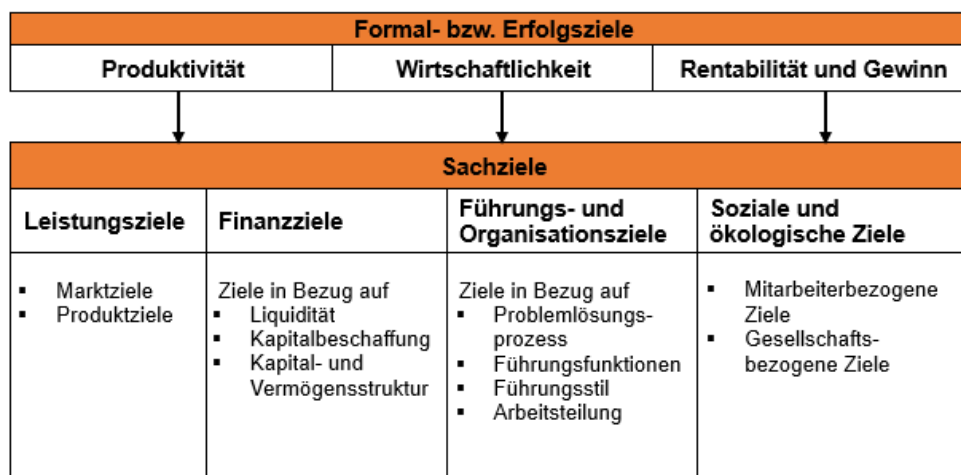 Formal- bzw. Erfolgsziele
Produktivität
Wirtschaftlichkeit
Rentabilität und Gewinn
Sachziele
Leistungsziele
Finanzziele
Führungs- und
Organisationsziele
Soziale und
ökologische Ziele
▪ Marktziele
▪ Produktziele
Ziele in Bezug auf
▪ Liquidität
▪ Kapitalbeschaffung
▪ Kapital- und
Vermögensstruktur
Ziele in Bezug auf
▪ Problemlösungs-
prozess
▪ Führungsfunktionen
▪ Führungsstil
▪ Arbeitsteilung
▪ Mitarbeiterbezogene
Ziele
▪ Gesellschafts-
bezogene Ziele